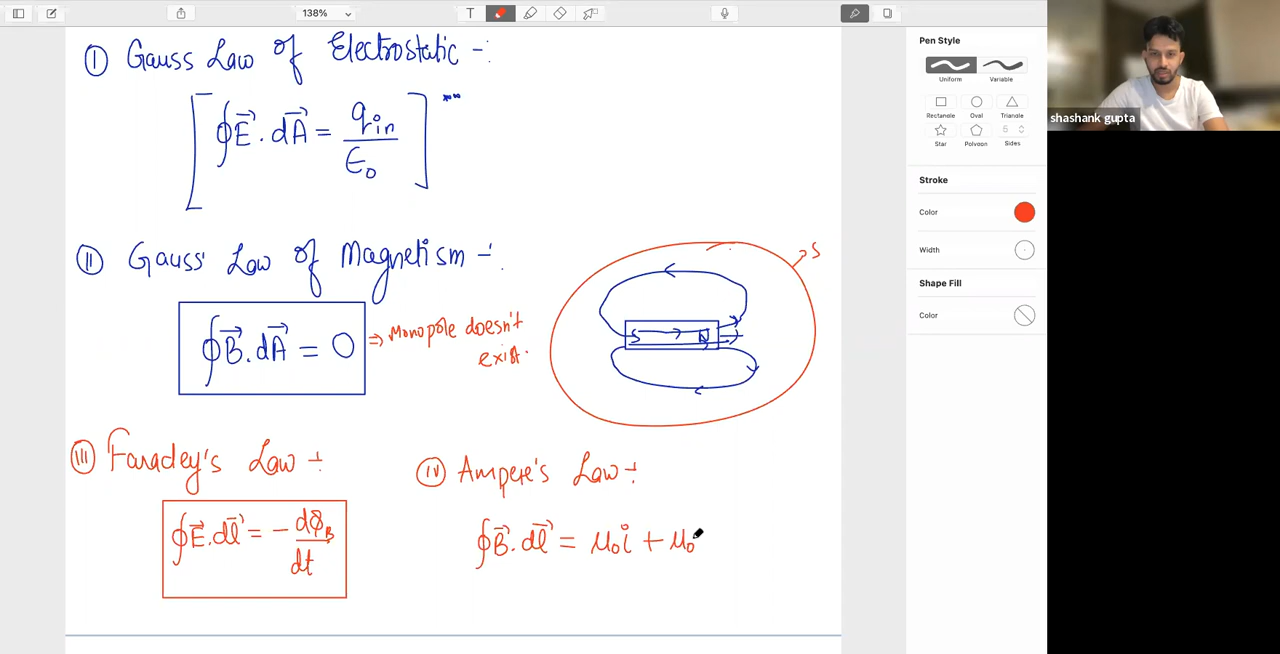 138%
T
Pen Style
Uniform
Variable
Rectangle
Oval
Triangle
Star
Polygon
5
Sides
Stroke
Color
Width
Shape Fill
Color
shashank gupta
I Gauss Law of Electrostatic -:
∮E⃗.dA⃗ = qin/ε0
II Gauss' Law of Magnetism -:
∮B⃗.dA⃗ = 0 ⇒ Monopole doesn't
exist.
S
S N
III Faradey's Law ÷
∮E⃗.dl⃗ = - dϕB/dt
IV Ampere's Law ÷
∮B⃗.dl⃗ = μ0i + μ0